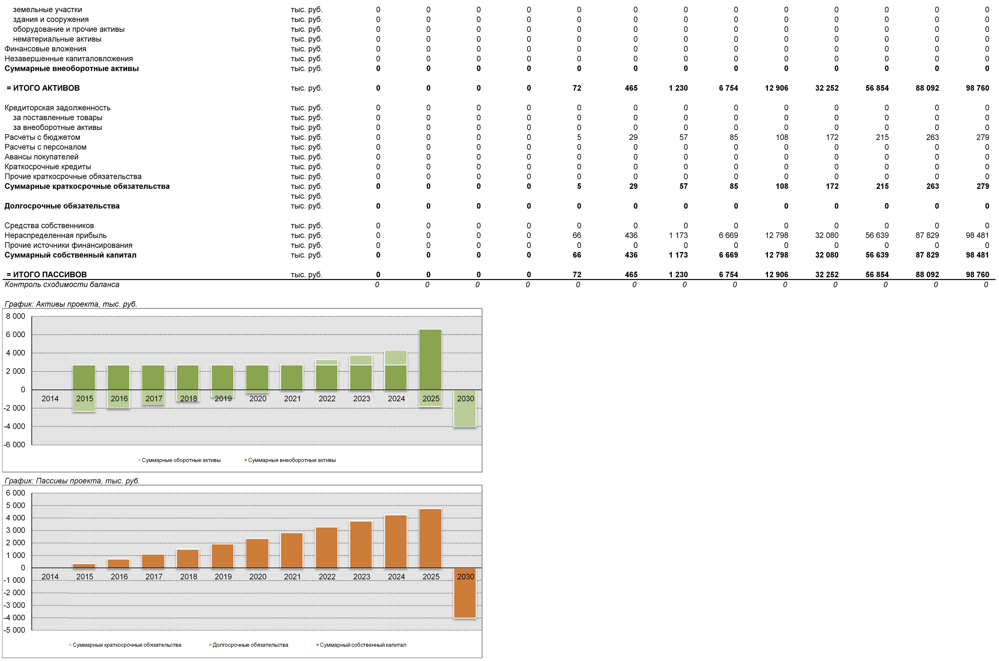 земельные участки тыс. руб. 0 0 0 0 0 0 0 0 0 0 0 0 0
здания и сооружения тыс. руб. 0 0 0 0 0 0 0 0 0 0 0 0 0
оборудование и прочие активы тыс. руб. 0 0 0 0 0 0 0 0 0 0 0 0 0
нематериальные активы тыс. руб. 0 0 0 0 0 0 0 0 0 0 0 0 0
Финансовые вложения тыс. руб. 0 0 0 0 0 0 0 0 0 0 0 0 0
Незавершенные капиталовложения тыс. руб. 0 0 0 0 0 0 0 0 0 0 0 0 0
Суммарные внеоборотные активы тыс. руб. 0 0 0 0 0 0 0 0 0 0 0 0 0
= ИТОГО АКТИВОВ тыс. руб. 0 0 0 0 72 465 1 230 6 754 12 906 32 252 56 854 88 092 98 760
Кредиторская задолженность тыс. руб. 0 0 0 0 0 0 0 0 0 0 0 0 0
за поставленные товары тыс. руб. 0 0 0 0 0 0 0 0 0 0 0 0 0
за внеоборотные активы тыс. руб. 0 0 0 0 0 0 0 0 0 0 0 0 0
Расчеты с бюджетом тыс. руб. 0 0 0 0 5 29 57 85 108 172 215 263 279
Расчеты с персоналом тыс. руб. 0 0 0 0 0 0 0 0 0 0 0 0 0
Авансы покупателей тыс. руб. 0 0 0 0 0 0 0 0 0 0 0 0 0
Краткосрочные кредиты тыс. руб. 0 0 0 0 0 0 0 0 0 0 0 0 0
Прочие краткосрочные обязательства тыс. руб. 0 0 0 0 0 0 0 0 0 0 0 0 0
Суммарные краткосрочные обязательства тыс. руб. 0 0 0 0 5 29 57 85 108 172 215 263 279
тыс. руб.
Долгосрочные обязательства тыс. руб. 0 0 0 0 0 0 0 0 0 0 0 0 0
Средства собственников тыс. руб. 0 0 0 0 0 0 0 0 0 0 0 0 0
Нераспределенная прибыль тыс. руб. 0 0 0 0 66 436 1 173 6 669 12 798 32 080 56 639 87 829 98 481
Прочие источники финансирования тыс. руб. 0 0 0 0 0 0 0 0 0 0 0 0 0
Суммарный собственный капитал тыс. руб. 0 0 0 0 66 436 1 173 6 669 12 798 32 080 56 639 87 829 98 481
= ИТОГО ПАССИВОВ тыс. руб. 0 0 0 0 72 465 1 230 6 754 12 906 32 252 56 854 88 092 98 760
Контроль сходимости баланса 0 0 0 0 0 0 0 0 0 0 0 0 0
График: Активы проекта, тыс. руб.
8 000
6 000
4 000
2 000
0
2014 2015 2016 2017 2018 2019 2020 2021 2022 2023 2024 2025 2030
-2 000
-4 000
-6 000
Суммарные оборотные активы Суммарные внеоборотные активы
График: Пассивы проекта, тыс. руб.
6 000
5 000
4 000
3 000
2 000
1 000
0
2014 2015 2016 2017 2018 2019 2020 2021 2022 2023 2024 2025 2030
-1 000
-2 000
-3 000
-4 000
-5 000
Суммарные краткосрочные обязательства Долгосрочные обязательства Суммарный собственный капитал